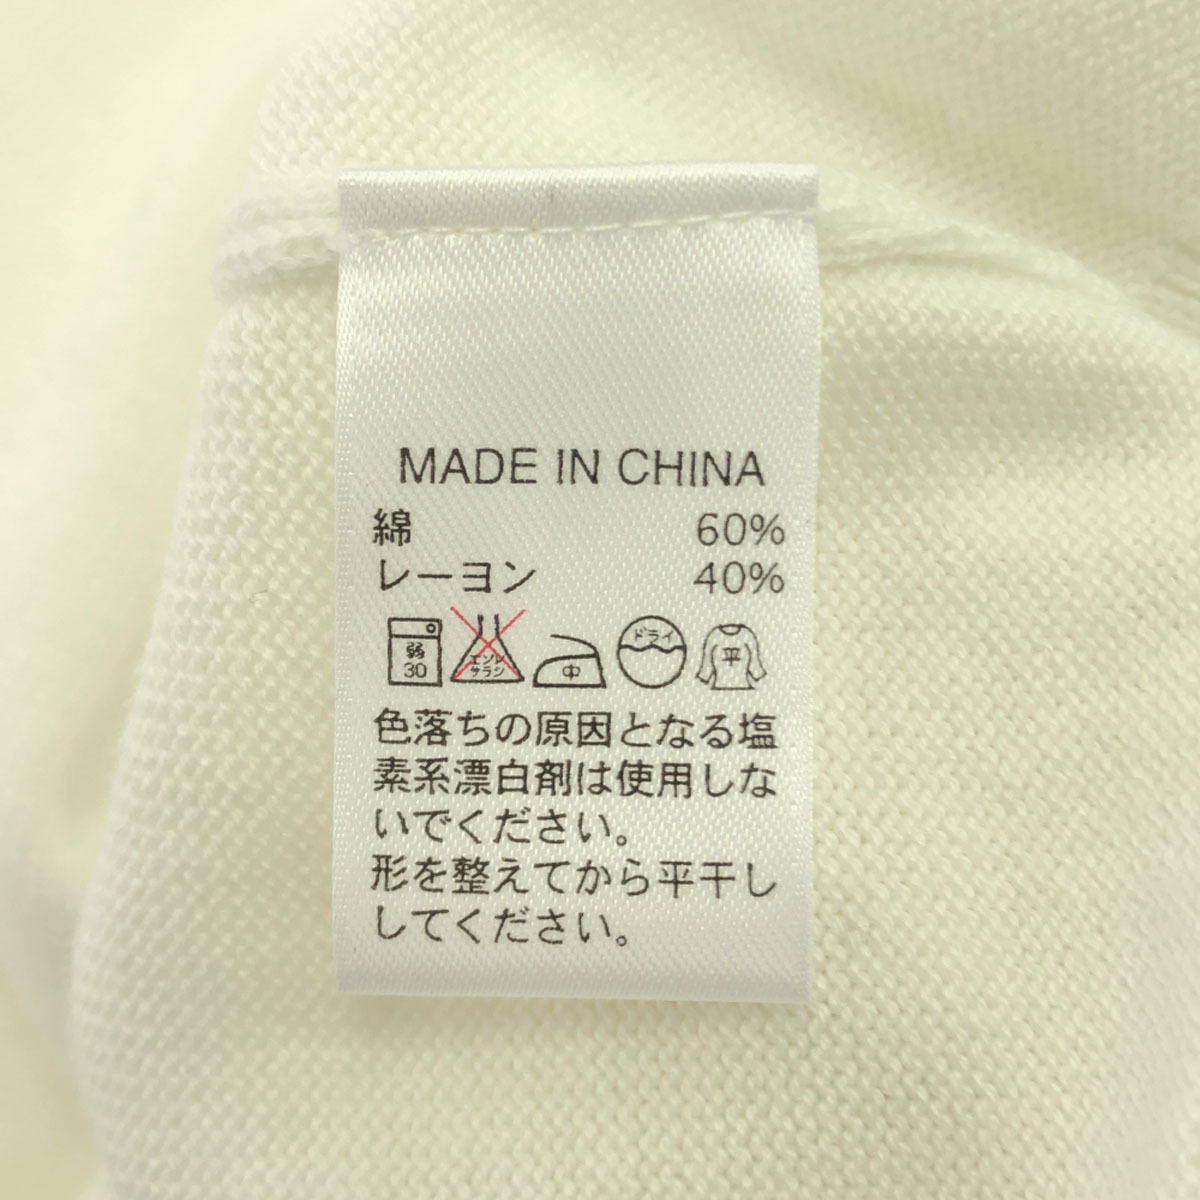 MADE IN CHINA
綿 60%
レーヨン 40%
弱 30 エンソ サラシ 中 ドライ 平
色落ちの原因となる塩
素系漂白剤は使用しな
いでください。
形を整えてから平干し
してください。